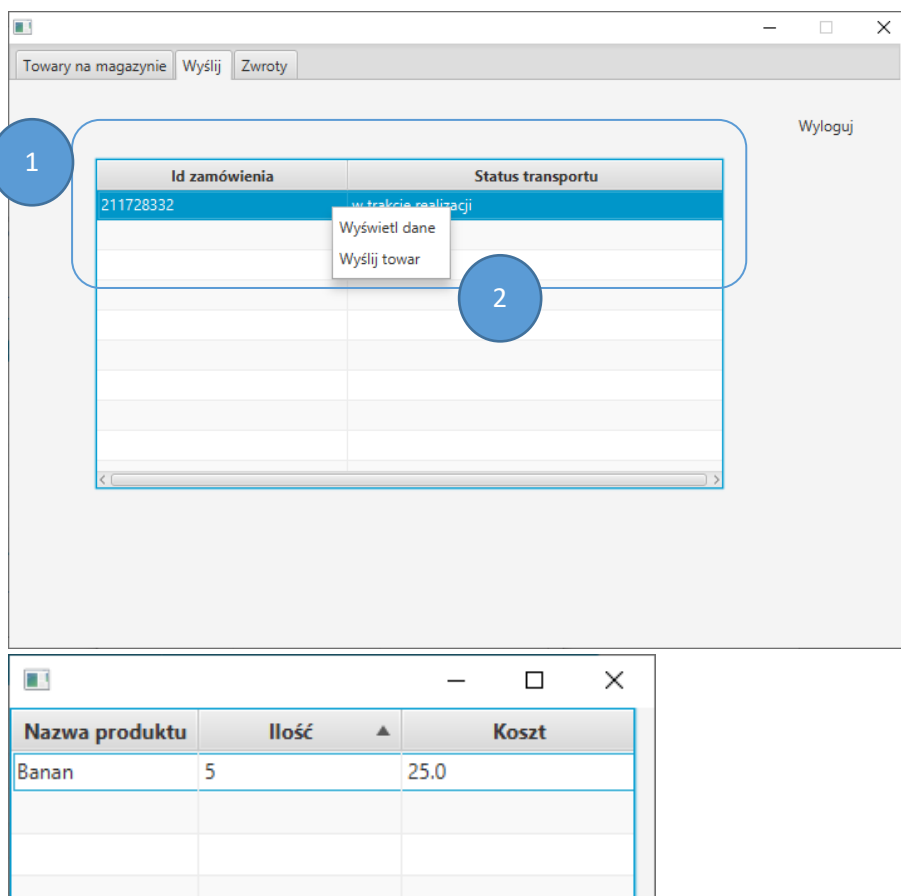 Towary na magazynie Wyślij Zwroty
Wyloguj
1
Id zamówienia Status transportu
211728332 w trakcie realizacji
Wyświetl dane
Wyślij towar
2
Nazwa produktu Ilość Koszt
Banan 5 25.0